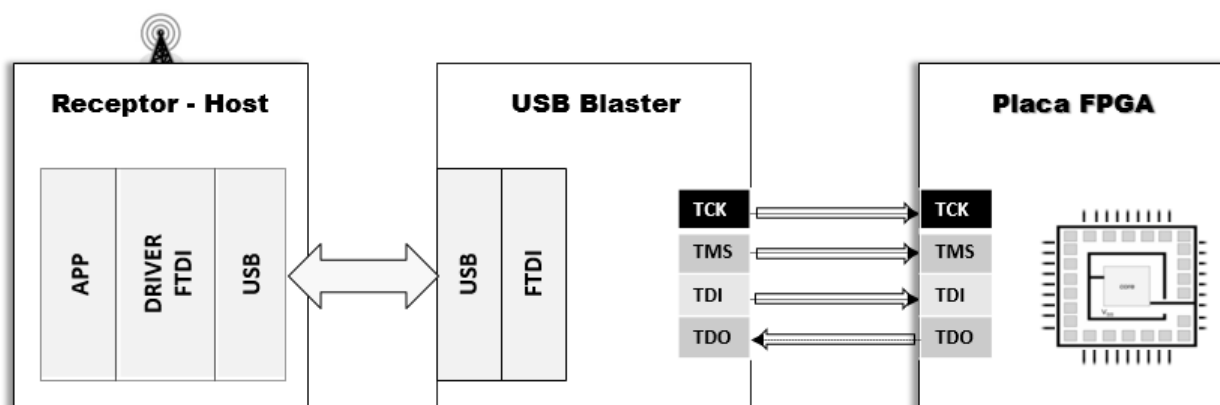 Receptor - Host
APP
DRIVER
FTDI
USB
USB Blaster
USB
FTDI
TCK
TMS
TDI
TDO
Placa FPGA
TCK
TMS
TDI
TDO
core